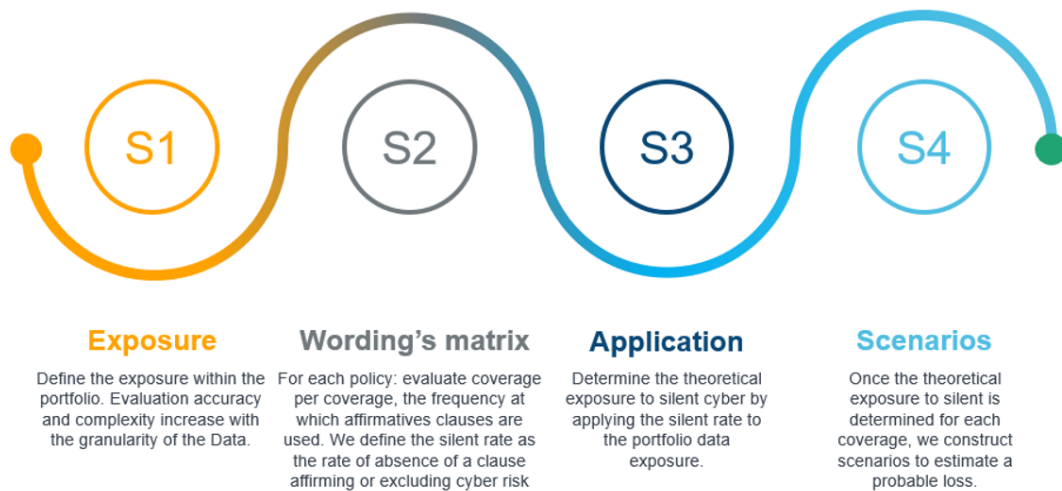 S1
S2
S3
S4
Exposure
Define the exposure within the
portfolio. Evaluation accuracy
and complexity increase with
the granularity of the Data.
Wording's matrix
For each policy: evaluate coverage
per coverage, the frequency at
which affirmatives clauses are
used. We define the silent rate as
the rate of absence of a clause
affirming or excluding cyber risk
Application
Determine the theoretical
exposure to silent cyber by
applying the silent rate to
the portfolio data
exposure.
Scenarios
Once the theoretical
exposure to silent is
determined for each
coverage, we construct
scenarios to estimate a
probable loss.